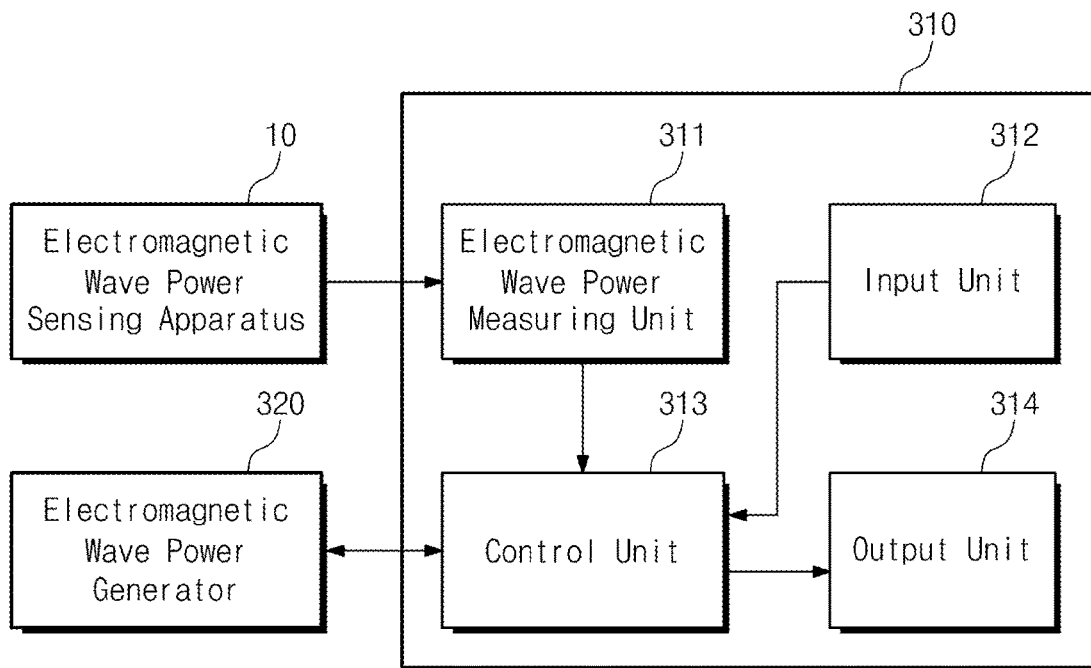 310
10
311
312
Electromagnetic
Wave Power
Sensing Apparatus
Electromagnetic
Wave Power
Measuring Unit
Input Unit
320
313
314
Electromagnetic
Wave Power
Generator
Control Unit
Output Unit